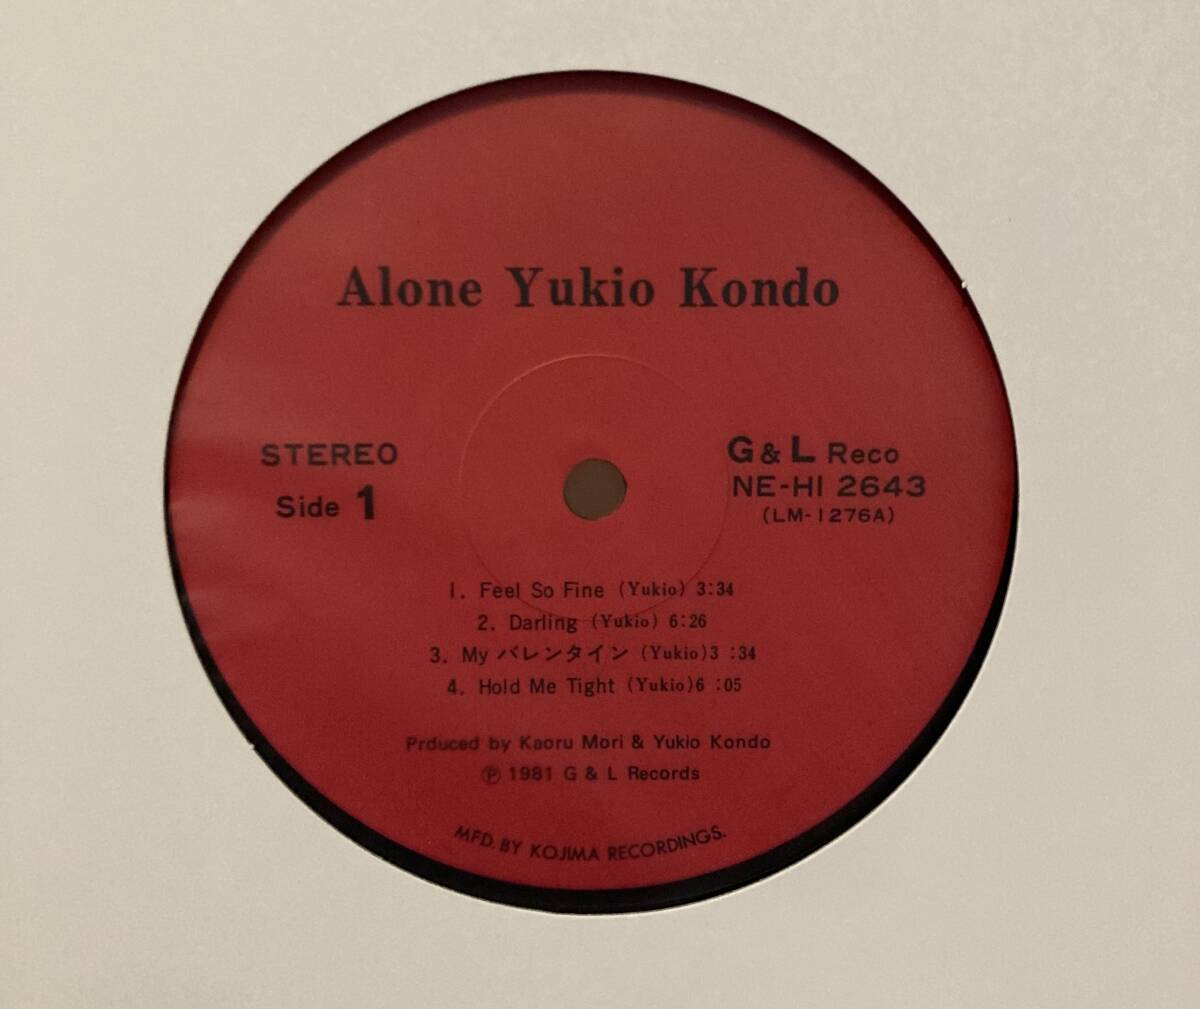 Alone Yukio Kondo
STEREO
Side 1
G & L Reco
NE-HI 2643
(LM-1276A)
1. Feel So Fine (Yukio) 3:34
2. Darling (Yukio) 6:26
3. My バレンタイン (Yukio)3 :34
4. Hold Me Tight (Yukio)6 :05
Prduced by Kaoru Mori & Yukio Kondo
Ⓟ 1981 G & L Records
MFD. BY KOJIMA RECORDINGS.